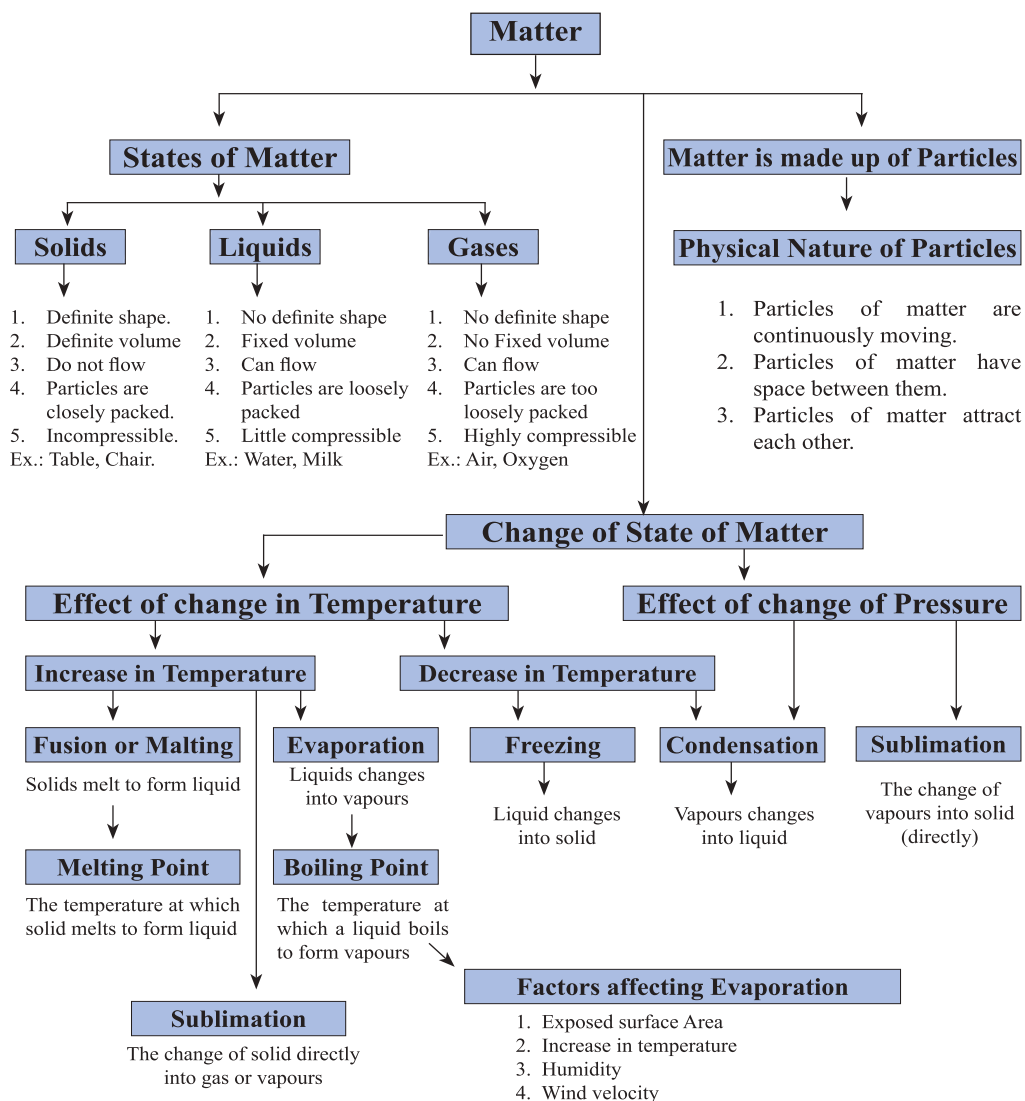 Matter
States of Matter
Matter is made up of Particles
Solids
Liquids
Gases
Physical Nature of Particles
1. Definite shape.
2. Definite volume
3. Do not flow
4. Particles are
closely packed.
5. Incompressible.
Ex.: Table, Chair.
1. No definite shape
2. Fixed volume
3. Can flow
4. Particles are loosely
packed
5. Little compressible
Ex.: Water, Milk
1. No definite shape
2. No Fixed volume
3. Can flow
4. Particles are too
loosely packed
5. Highly compressible
Ex.: Air, Oxygen
1. Particles of matter are
continuously moving.
2. Particles of matter have
space between them.
3. Particles of matter attract
each other.
Change of State of Matter
Effect of change in Temperature
Effect of change of Pressure
Increase in Temperature
Decrease in Temperature
Fusion or Malting
Solids melt to form liquid
Evaporation
Liquids changes
into vapours
Freezing
Liquid changes
into solid
Condensation
Vapours changes
into liquid
Sublimation
The change of
vapours into solid
(directly)
Melting Point
The temperature at which
solid melts to form liquid
Boiling Point
The temperature at
which a liquid boils
to form vapours
Sublimation
The change of solid directly
into gas or vapours
Factors affecting Evaporation
1. Exposed surface Area
2. Increase in temperature
3. Humidity
4. Wind velocity